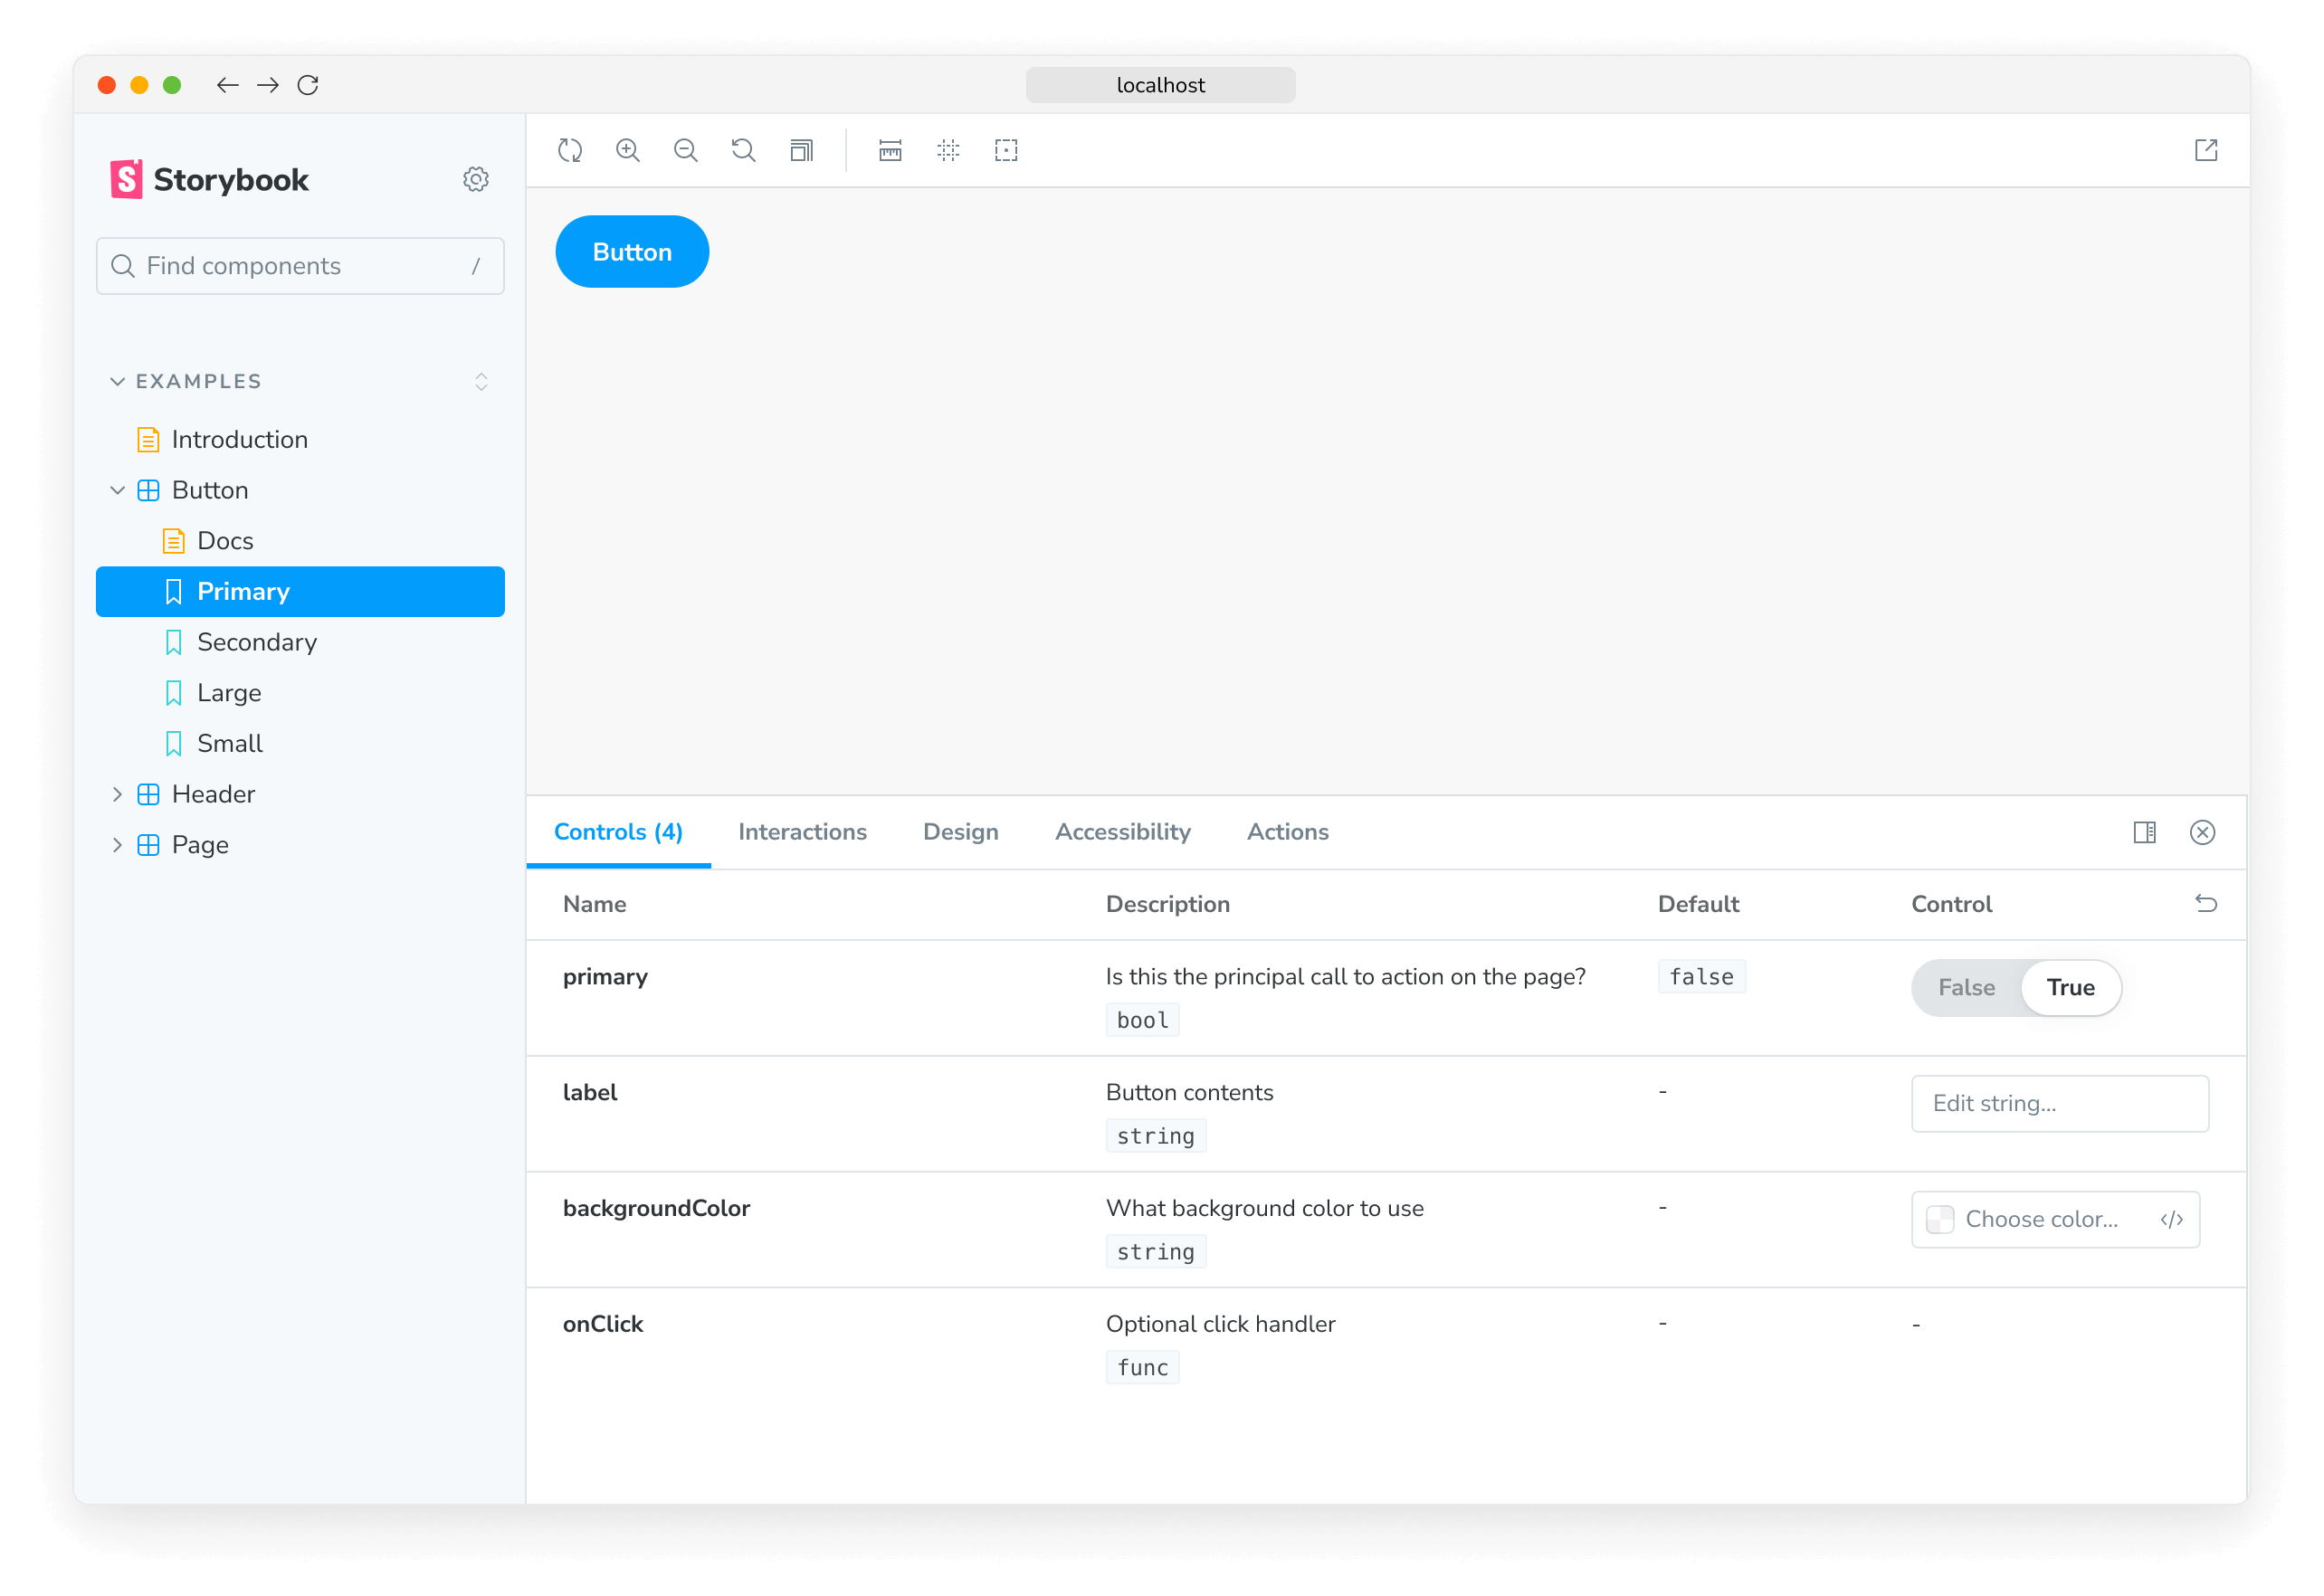 localhost
Storybook
Find components /
EXAMPLES
Introduction
Button
Docs
Primary
Secondary
Large
Small
Header
Page
Button
Controls (4) Interactions Design Accessibility Actions
Name Description Default Control
primary Is this the principal call to action on the page? false False True
bool
label Button contents - Edit string...
string
backgroundColor What background color to use - Choose color... </>
string
onClick Optional click handler - -
func